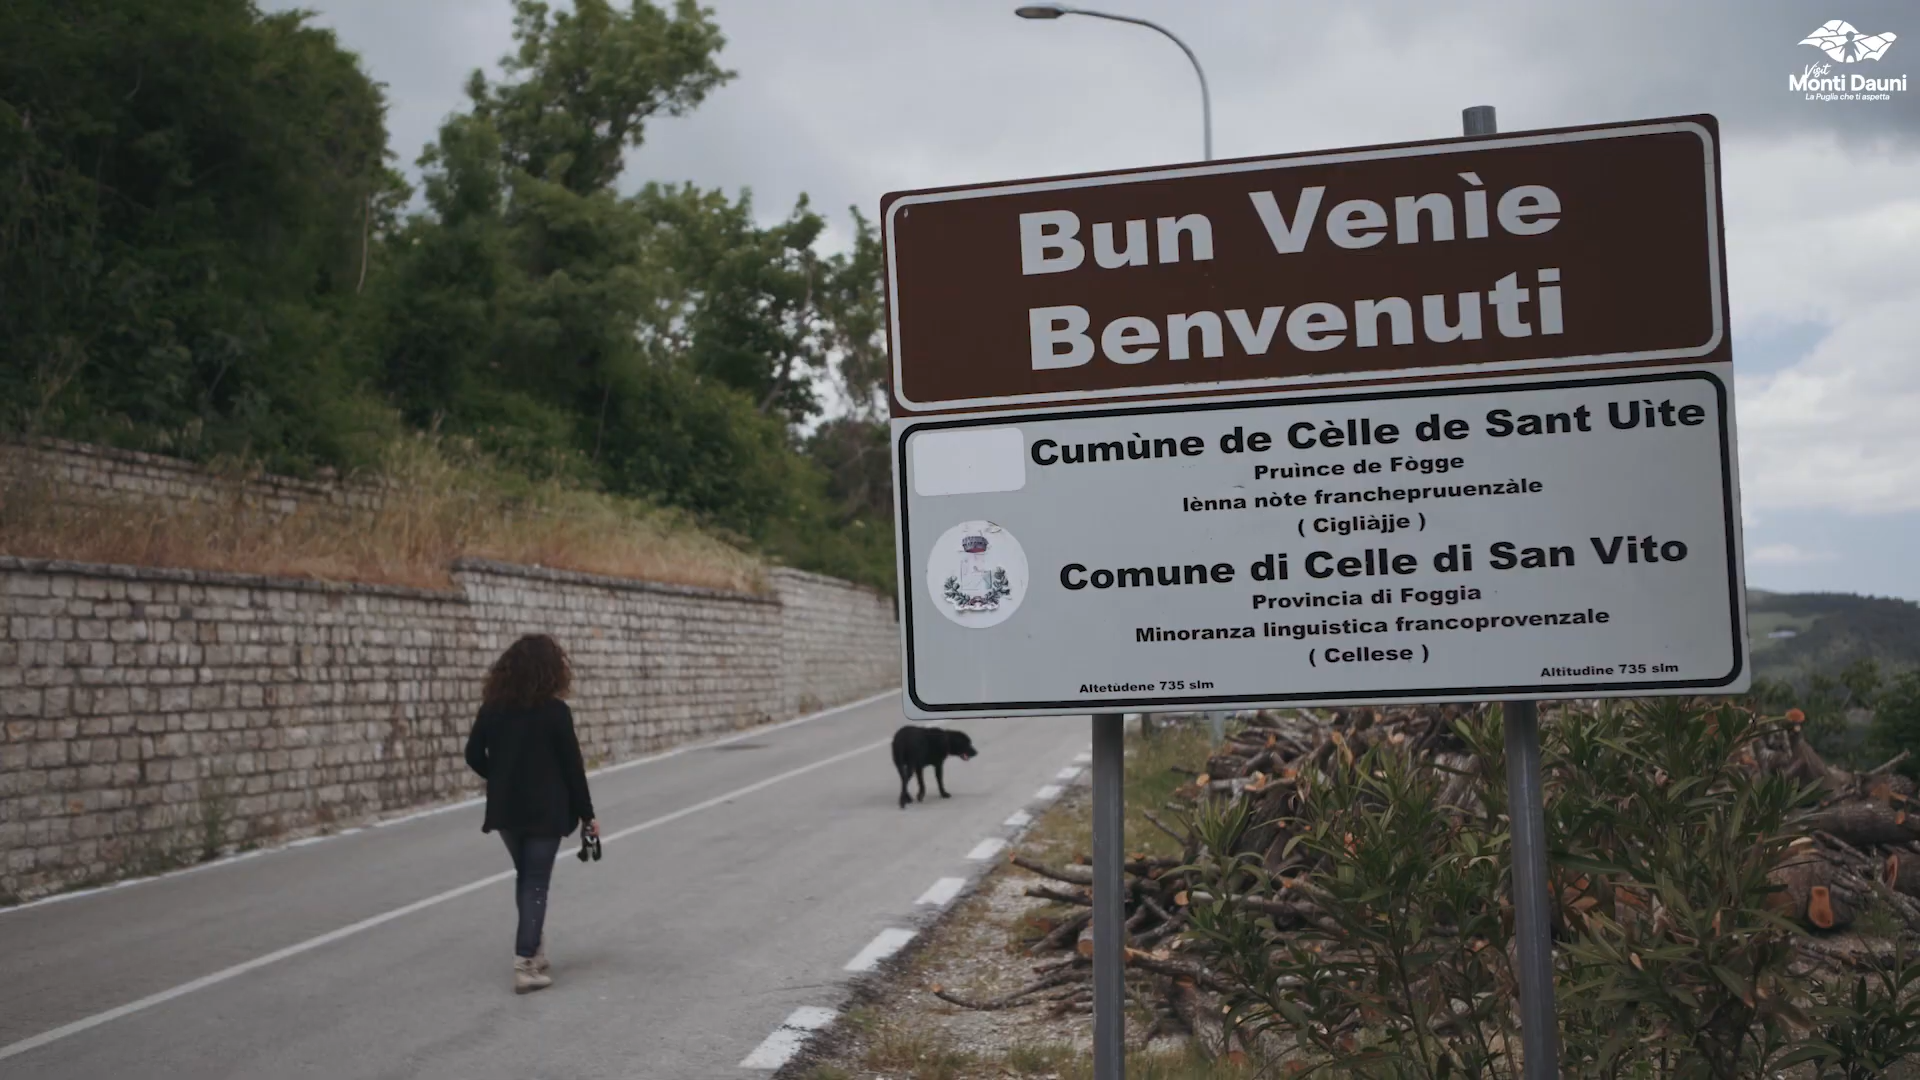 Visit
Monti Dauni
La Puglia che ti aspetta
Bun Venìe
Benvenuti
Cumùne de Cèlle de Sant Uìte
Pruìnce de Fògge
Iènna nòte franchepruuenzàle
( Cigliàjje )
Comune di Celle di San Vito
Provincia di Foggia
Minoranza linguistica francoprovenzale
( Cellese )
Altetùdene 735 slm
Altitudine 735 slm